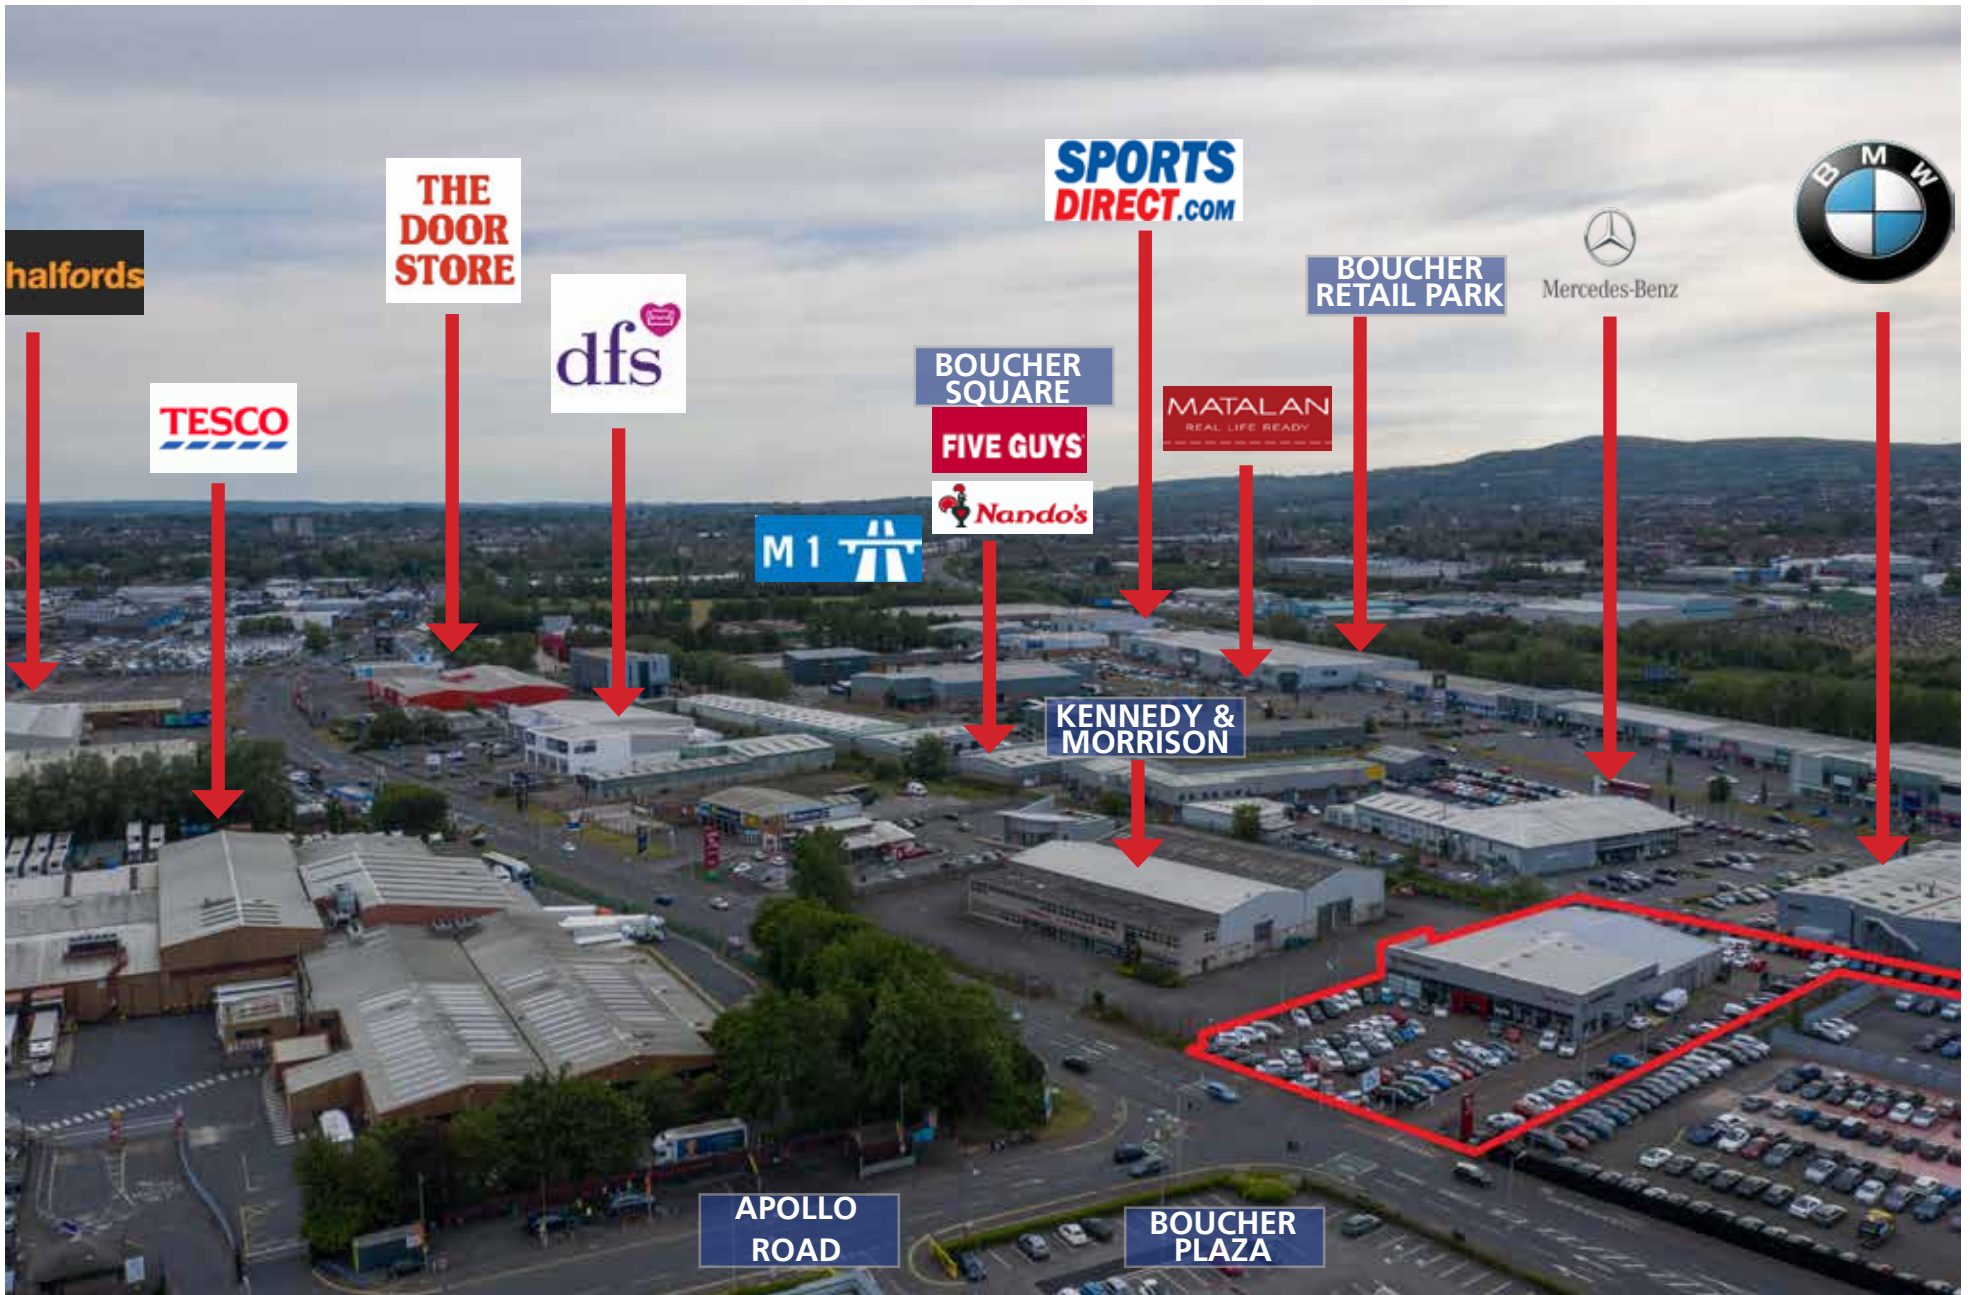 halfords
TESCO
THE
DOOR
STORE
dfs
M 1
BOUCHER
SQUARE
FIVE GUYS
Nando's
SPORTS
DIRECT.COM
MATALAN
REAL LIFE READY
BOUCHER
RETAIL PARK
Mercedes-Benz
BMW
KENNEDY &
MORRISON
APOLLO
ROAD
BOUCHER
PLAZA